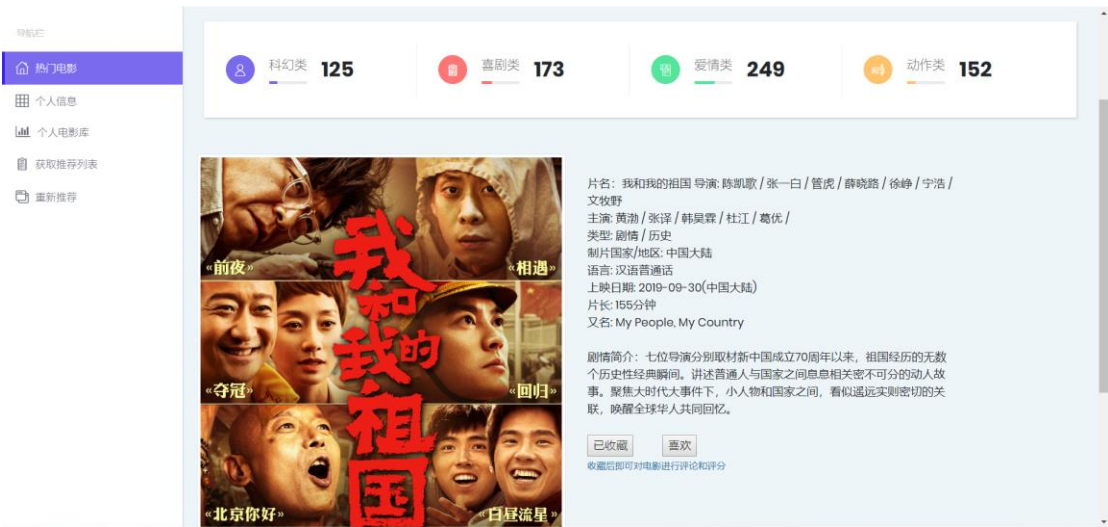 导航栏
热门电影
个人信息
个人电影库
获取推荐列表
重新推荐
科幻类 125
喜剧类 173
爱情类 249
动作类 152
«前夜»
«相遇»
«夺冠»
«回归»
«北京你好»
«白昼流星»
我和我的祖国
片名：我和我的祖国 导演: 陈凯歌 / 张一白 / 管虎 / 薛晓路 / 徐峥 / 宁浩 /
文牧野
主演: 黄渤 / 张译 / 韩昊霖 / 杜江 / 葛优 /
类型: 剧情 / 历史
制片国家/地区: 中国大陆
语言: 汉语普通话
上映日期: 2019-09-30(中国大陆)
片长: 155分钟
又名: My People, My Country
剧情简介：七位导演分别取材新中国成立70周年以来，祖国经历的无数
个历史性经典瞬间。讲述普通人与国家之间息息相关密不可分的动人故
事。聚焦大时代大事件下，小人物和国家之间，看似遥远实则密切的关
联，唤醒全球华人共同回忆。
已收藏
喜欢
收藏后即可对电影进行评论和评分